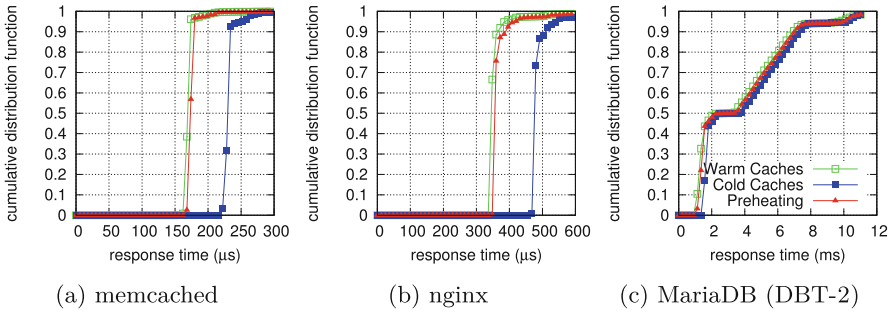 cumulative distribution function
1
0.9
0.8
0.7
0.6
0.5
0.4
0.3
0.2
0.1
0
0 50 100 150 200 250 300
response time (µs)
(a) memcached
cumulative distribution function
1
0.9
0.8
0.7
0.6
0.5
0.4
0.3
0.2
0.1
0
0 100 200 300 400 500 600
response time (µs)
(b) nginx
cumulative distribution function
1
0.9
0.8
0.7
0.6
0.5
0.4
0.3
0.2
0.1
0
Warm Caches
Cold Caches
Preheating
0 2 4 6 8 10 12
response time (ms)
(c) MariaDB (DBT-2)